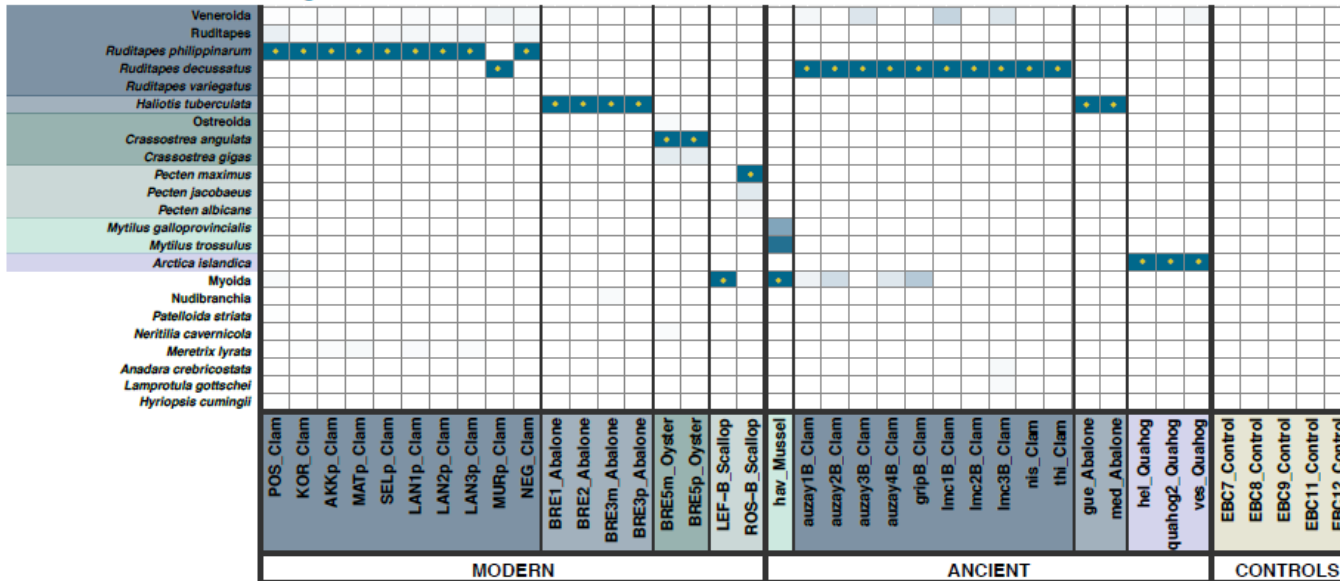 Veneroida
Ruditapes
Ruditapes philippinarum
Ruditapes decussatus
Ruditapes variegatus
Haliotis tuberculata
Ostreoida
Crassostrea angulata
Crassostrea gigas
Pecten maximus
Pecten jacobaeus
Pecten albicans
Mytilus galloprovincialis
Mytilus trossulus
Arctica islandica
Myoida
Nudibranchia
Patelloida striata
Neritilia cavernicola
Meretrix lyrata
Anadara crebricostata
Lamprotula gottschei
Hyriopsis cumingii
POS_Clam
KOR_Clam
AKKp_Clam
MATp_Clam
SELp_Clam
LAN1p_Clam
LAN2p_Clam
LAN3p_Clam
MURp_Clam
NEG_Clam
BRE1_Abalone
BRE2_Abalone
BRE3m_Abalone
BRE3p_Abalone
BRE5m_Oyster
BRE5p_Oyster
LEF-B_Scallop
ROS-B_Scallop
hav_Mussel
auzay1B_Clam
auzay2B_Clam
auzay3B_Clam
auzay4B_Clam
gripB_Clam
lmc1B_Clam
lmc2B_Clam
lmc3B_Clam
nis_Clam
thi_Clam
gue_Abalone
med_Abalone
hel_Quahog
quahog2_Quahog
ves_Quahog
EBC7_Control
EBC8_Control
EBC9_Control
EBC11_Control
MODERN
ANCIENT
CONTROLS